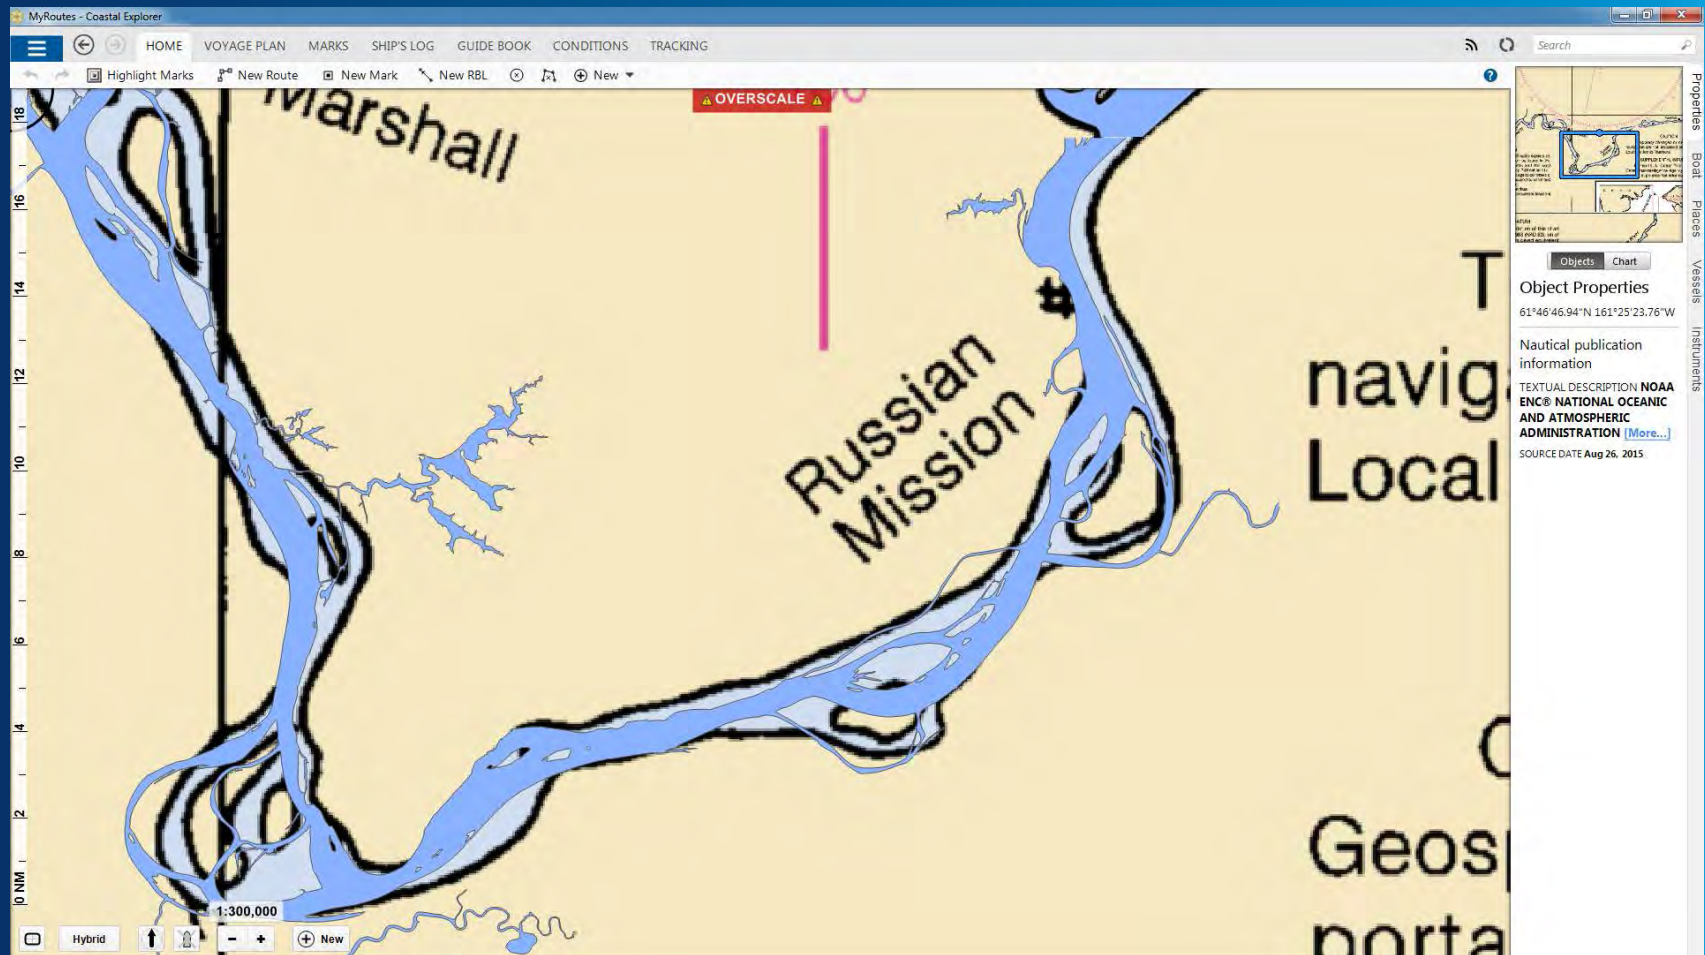 MyRoutes - Coastal Explorer
HOME VOYAGE PLAN MARKS SHIP'S LOG GUIDE BOOK CONDITIONS TRACKING
Search
Highlight Marks New Route New Mark New RBL New
OVERSCALE
Marshall
Russian
Mission
T
navig
Local
Geos
porta
18
16
14
12
10
8
6
4
2
0 NM
1:300,000
Hybrid
New
Objects Chart
Object Properties
61°46'46.94"N 161°25'23.76"W
Nautical publication
information
TEXTUAL DESCRIPTION NOAA
ENC® NATIONAL OCEANIC
AND ATMOSPHERIC
ADMINISTRATION [More...]
SOURCE DATE Aug 26, 2015
Properties
Boat
Places
Vessels
Instruments